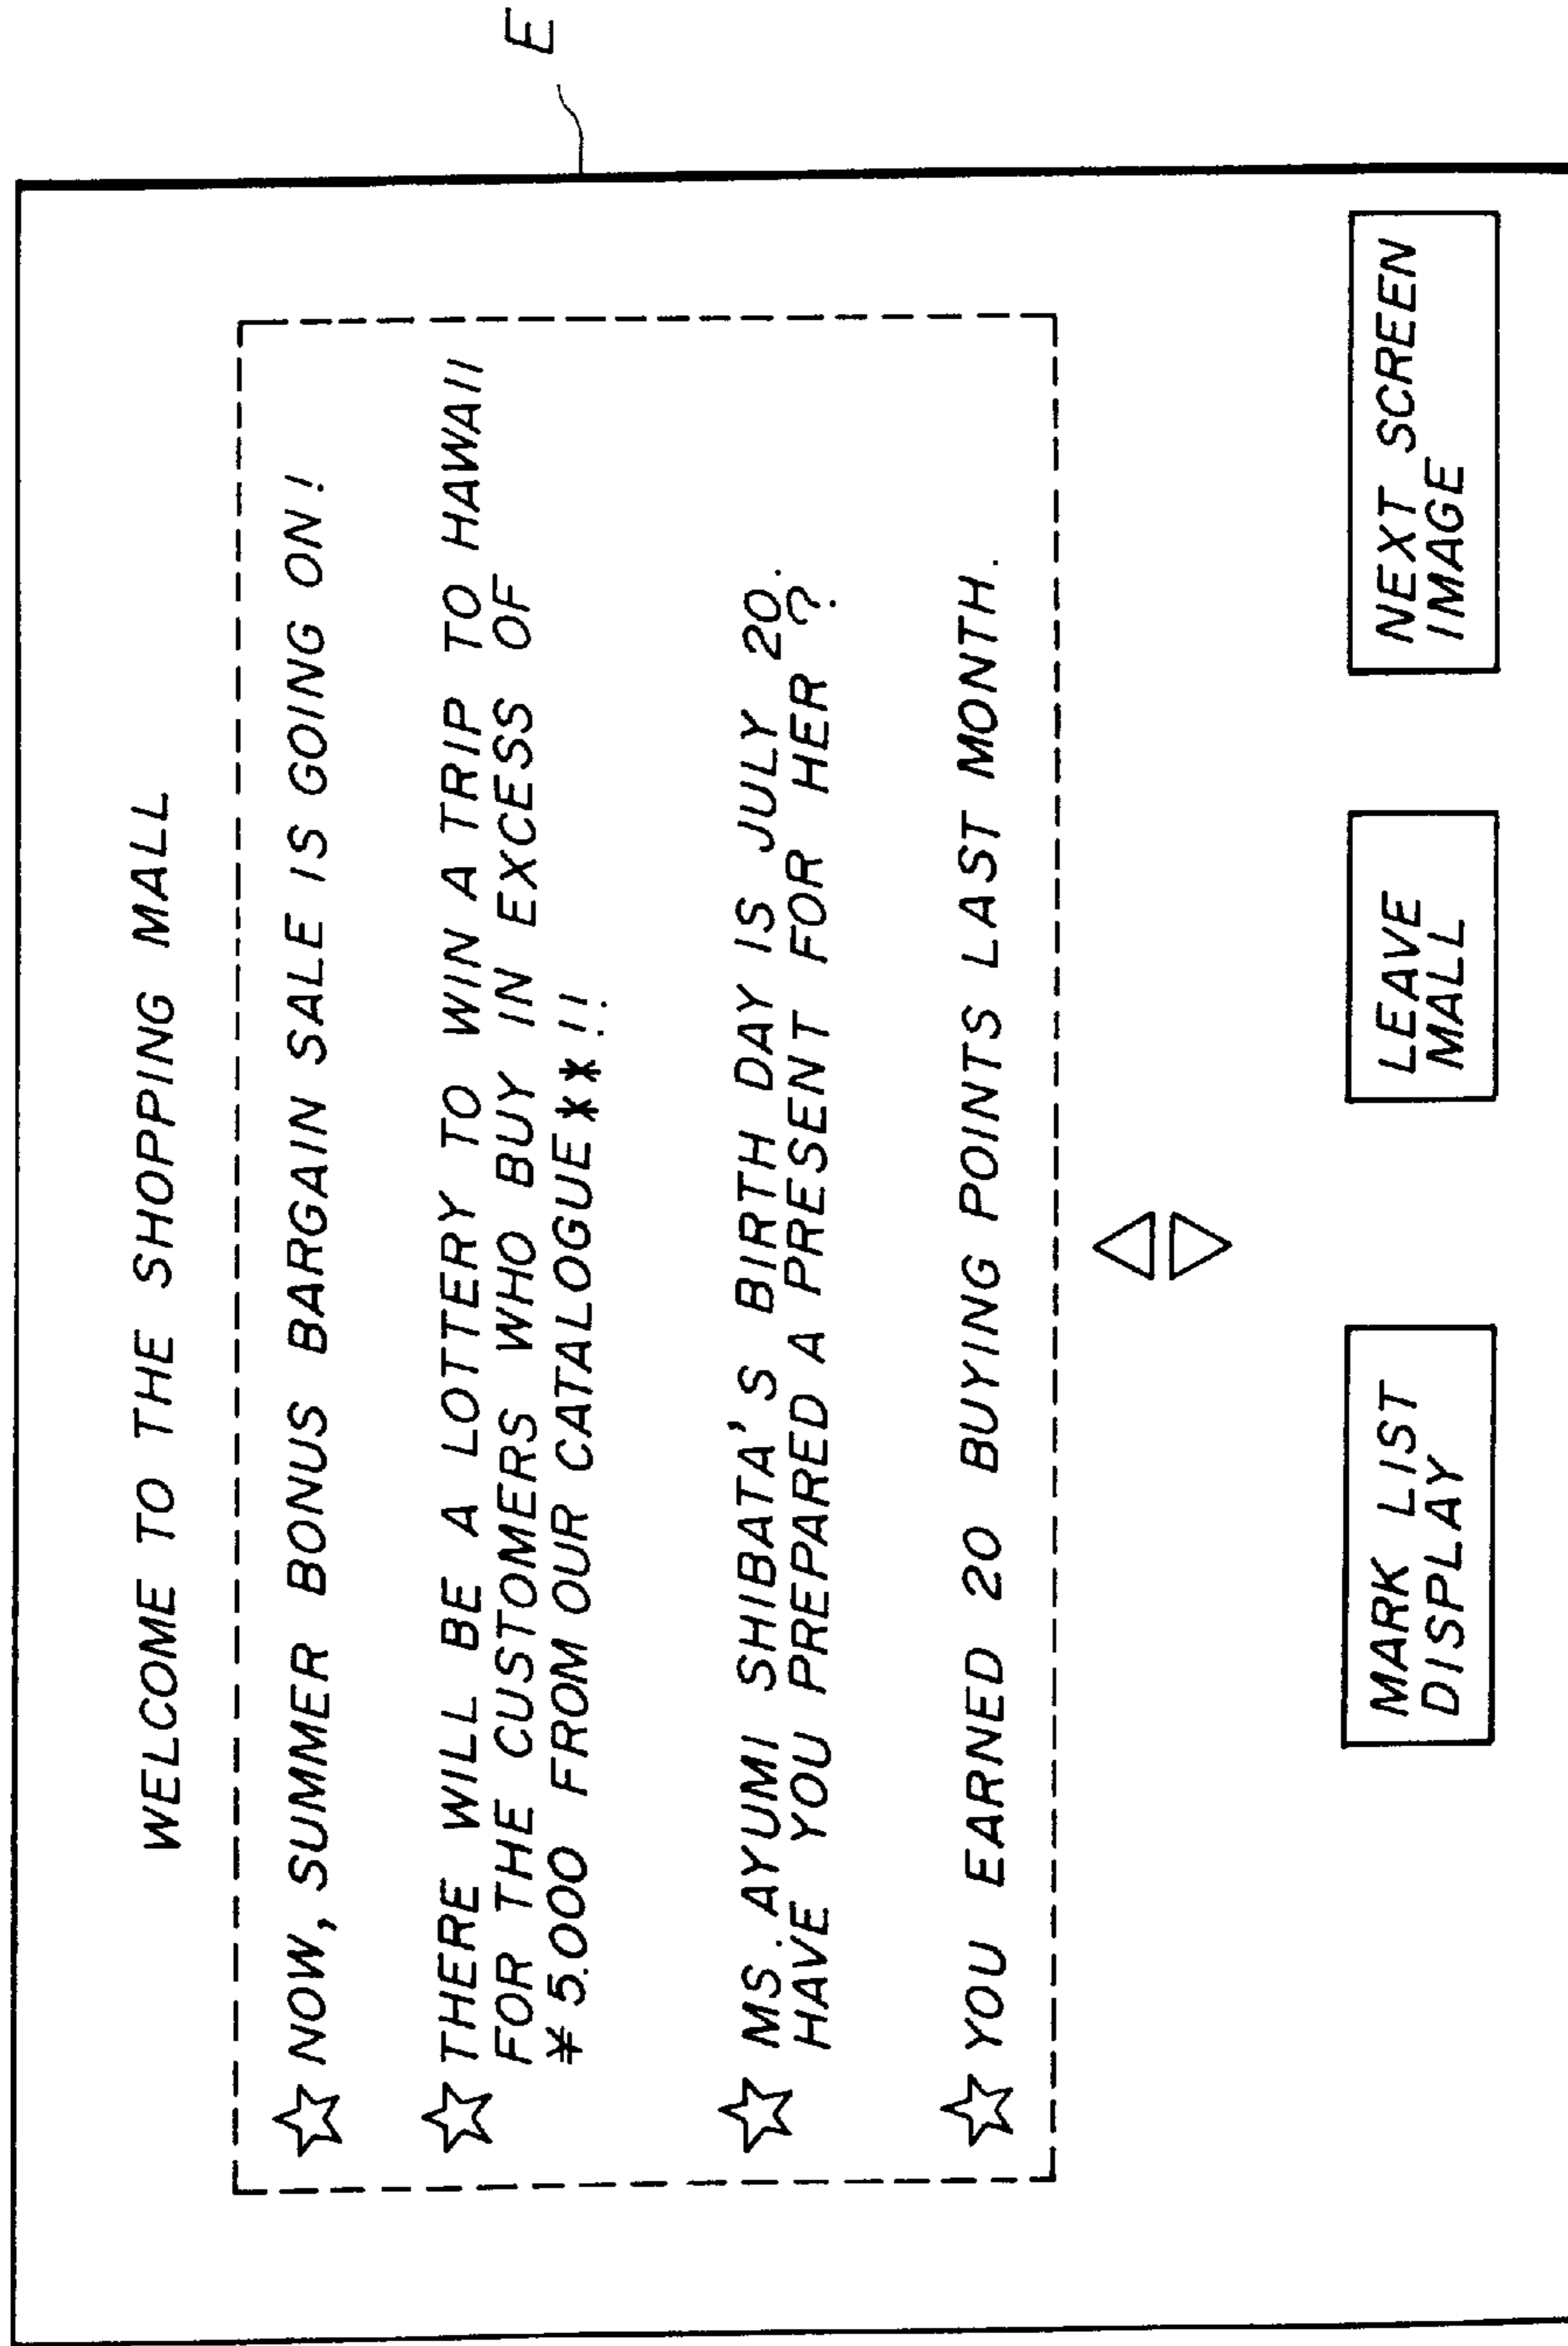 E
WELCOME TO THE SHOPPING MALL
☆ NOW, SUMMER BONUS BARGAIN SALE IS GOING ON!
☆ THERE WILL BE A LOTTERY TO WIN A TRIP TO HAWAII
FOR THE CUSTOMERS WHO BUY IN EXCESS OF
¥5.000 FROM OUR CATALOGUE**!!
☆ MS. AYUMI SHIBATA'S BIRTH DAY IS JULY 20.
HAVE YOU PREPARED A PRESENT FOR HER ?
☆ YOU EARNED 20 BUYING POINTS LAST MONTH.
MARK LIST
DISPLAY
LEAVE
MALL
NEXT SCREEN
IMAGE